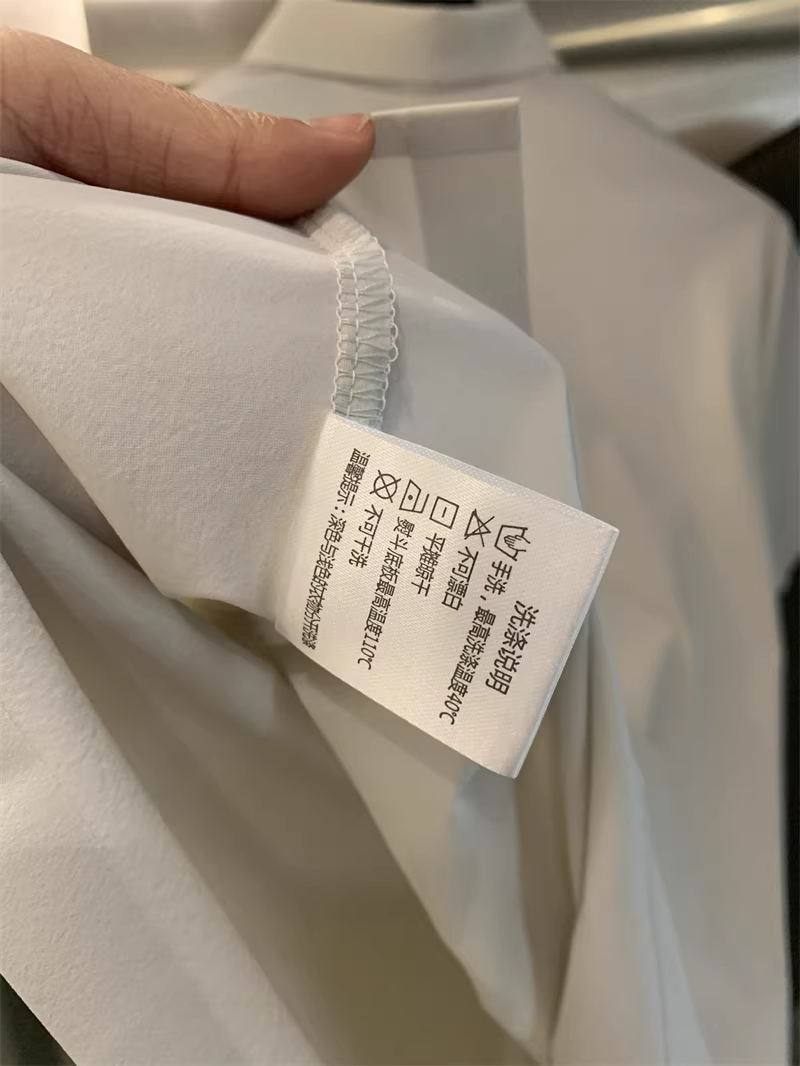 洗涤说明
手洗，最高洗涤温度40℃
不可漂白
平摊晾干
熨斗底板最高温度110℃
不可干洗
温馨提示：深色与浅色的衣物分开洗涤